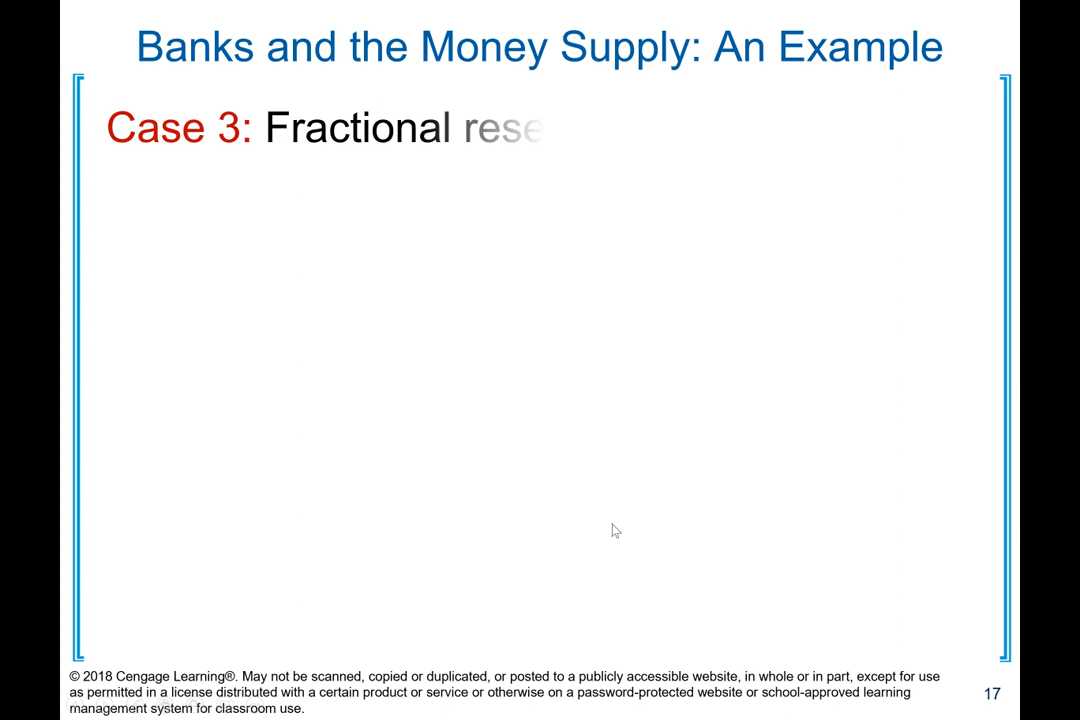 Banks and the Money Supply: An Example
Case 3: Fractional rese
© 2018 Cengage Learning®. May not be scanned, copied or duplicated, or posted to a publicly accessible website, in whole or in part, except for use
as permitted in a license distributed with a certain product or service or otherwise on a password-protected website or school-approved learning
management system for classroom use.
17